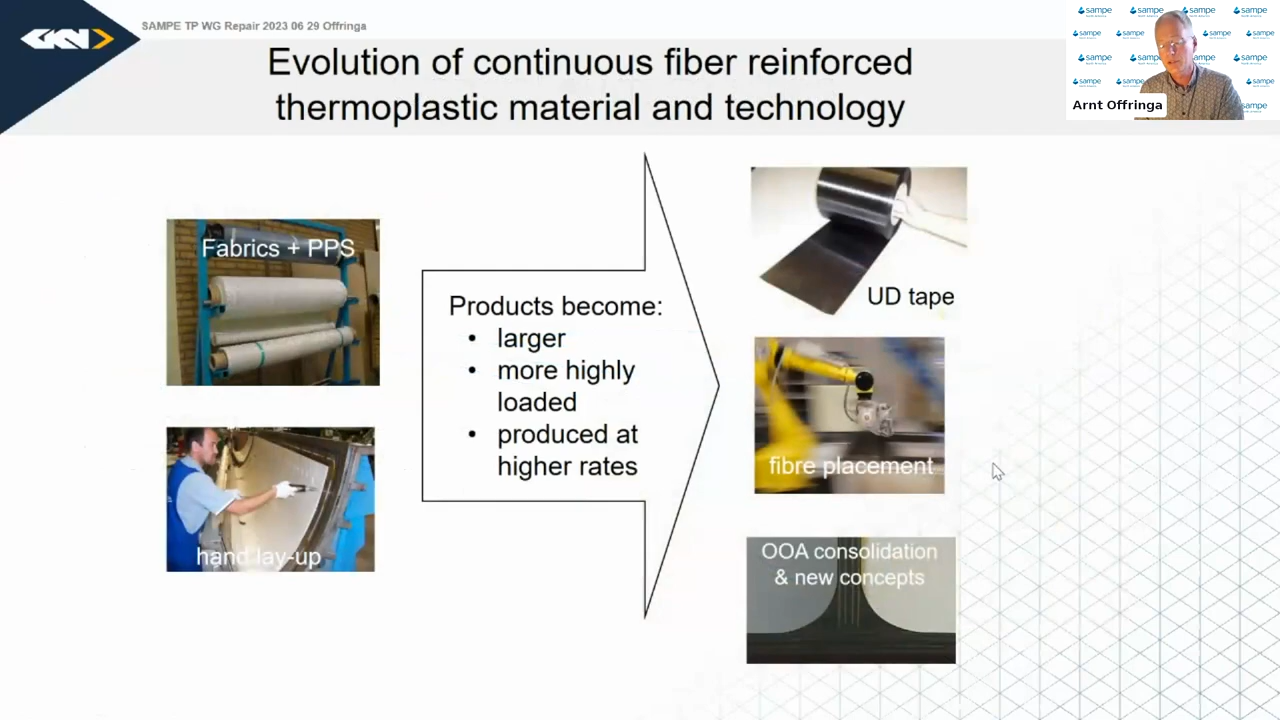 GKN
SAMPE TP WG Repair 2023 06 29 Offringa
Evolution of continuous fiber reinforced
thermoplastic material and technology
sampe
Arnt Offringa
Fabrics + PPS
hand lay-up
Products become:
• larger
• more highly
loaded
• produced at
higher rates
UD tape
fibre placement
OOA consolidation
& new concepts